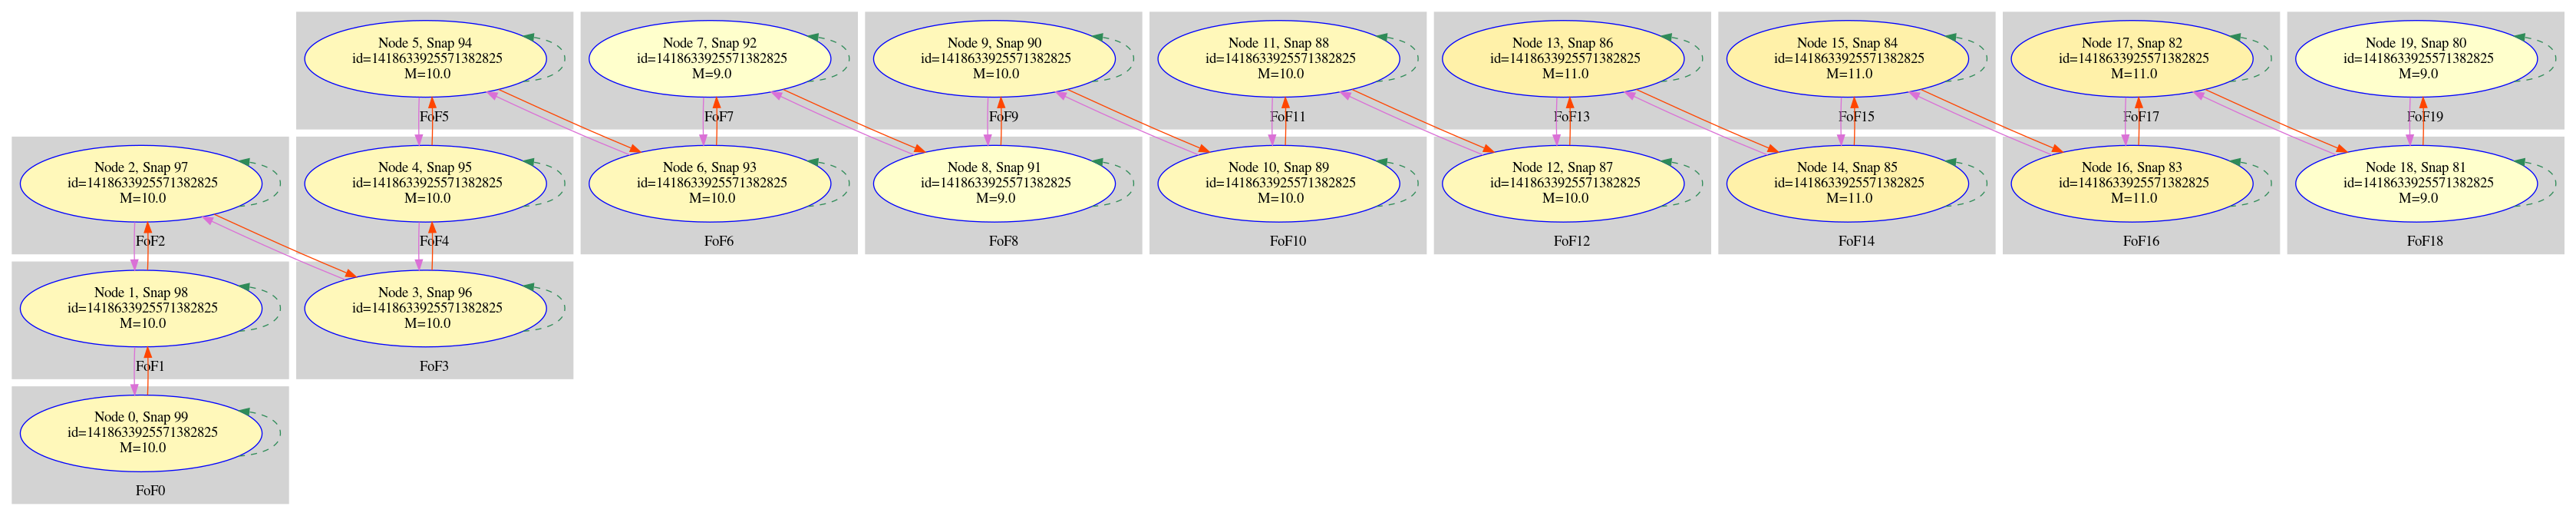 Node 5, Snap 94
id=1418633925571382825
M=10.0
FoF5
Node 7, Snap 92
id=1418633925571382825
M=9.0
FoF7
Node 9, Snap 90
id=1418633925571382825
M=10.0
FoF9
Node 11, Snap 88
id=1418633925571382825
M=10.0
FoF11
Node 13, Snap 86
id=1418633925571382825
M=11.0
FoF13
Node 15, Snap 84
id=1418633925571382825
M=11.0
FoF15
Node 17, Snap 82
id=1418633925571382825
M=11.0
FoF17
Node 19, Snap 80
id=1418633925571382825
M=9.0
FoF19
Node 2, Snap 97
id=1418633925571382825
M=10.0
FoF2
Node 4, Snap 95
id=1418633925571382825
M=10.0
FoF4
Node 6, Snap 93
id=1418633925571382825
M=10.0
FoF6
Node 8, Snap 91
id=1418633925571382825
M=9.0
FoF8
Node 10, Snap 89
id=1418633925571382825
M=10.0
FoF10
Node 12, Snap 87
id=1418633925571382825
M=10.0
FoF12
Node 14, Snap 85
id=1418633925571382825
M=11.0
FoF14
Node 16, Snap 83
id=1418633925571382825
M=11.0
FoF16
Node 18, Snap 81
id=1418633925571382825
M=9.0
FoF18
Node 1, Snap 98
id=1418633925571382825
M=10.0
FoF1
Node 3, Snap 96
id=1418633925571382825
M=10.0
FoF3
Node 0, Snap 99
id=1418633925571382825
M=10.0
FoF0